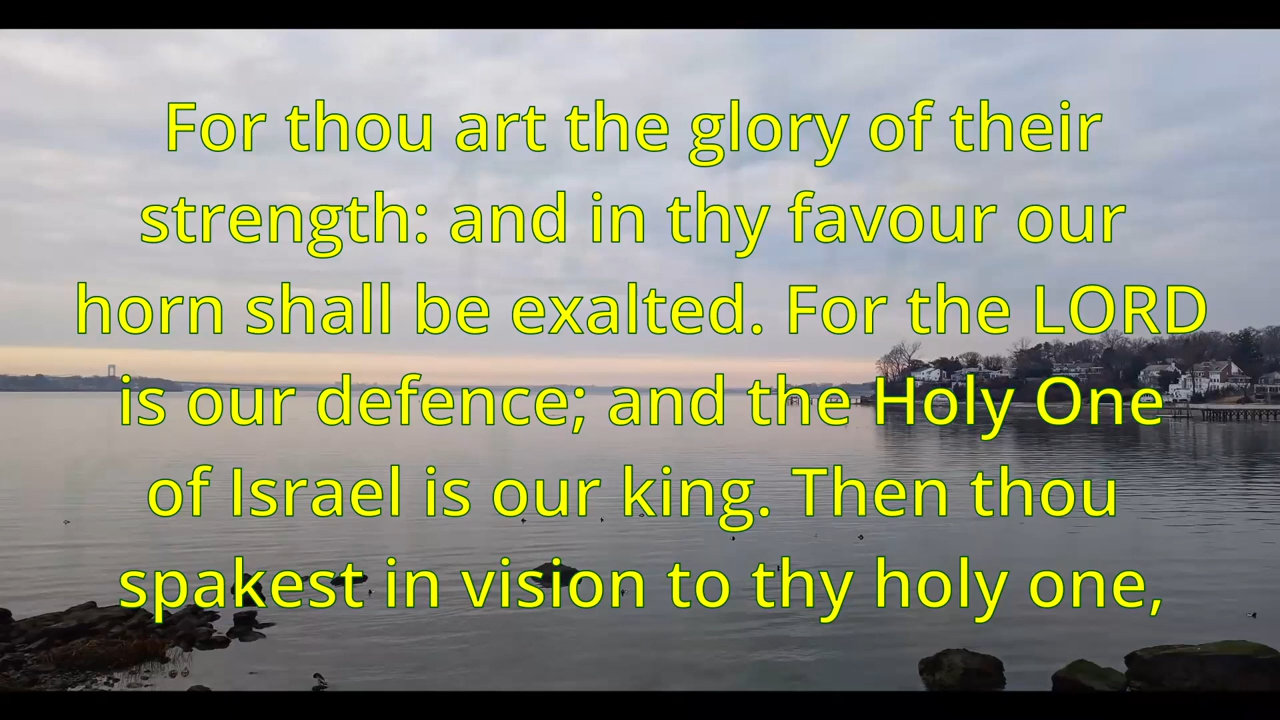 For thou art the glory of their
strength: and in thy favour our
horn shall be exalted. For the LORD
is our defence; and the Holy One
of Israel is our king. Then thou
spakest in vision to thy holy one,